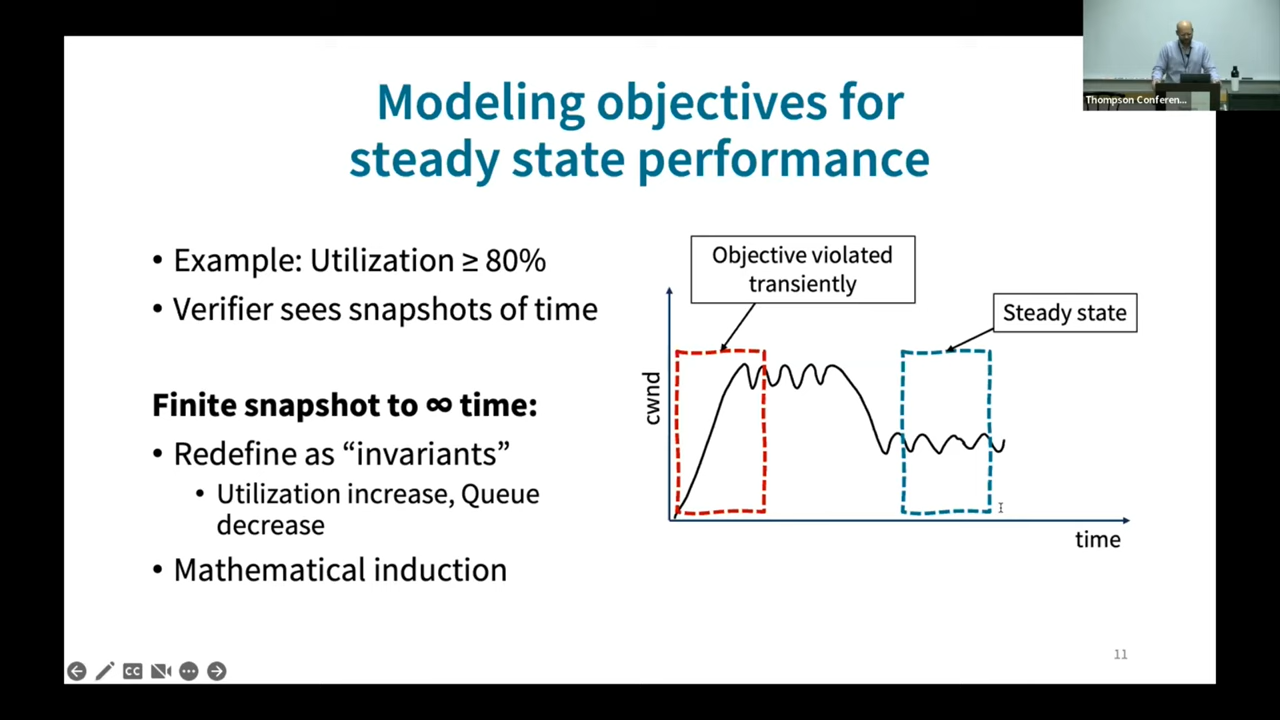 Modeling objectives for
steady state performance
Thompson Conferen...
• Example: Utilization ≥ 80%
• Verifier sees snapshots of time
Finite snapshot to ∞ time:
• Redefine as “invariants”
• Utilization increase, Queue
decrease
• Mathematical induction
Objective violated
transiently
Steady state
cwnd
time
11
CC